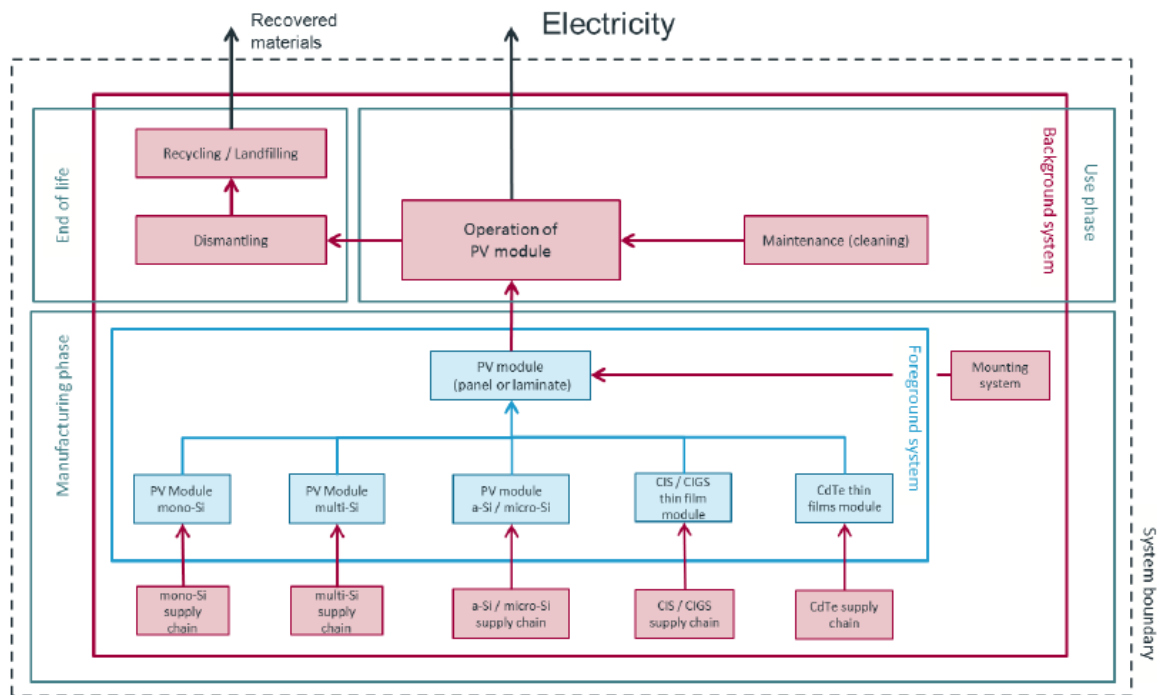 Recovered
materials
Electricity
Recycling / Landfilling
Dismantling
End of life
Operation of
PV module
Maintenance (cleaning)
Background system
Use phase
Manufacturing phase
PV module
(panel or laminate)
Foreground system
Mounting
system
PV Module
mono-Si
PV Module
multi-Si
PV module
a-Si / micro-Si
CIS / CIGS
thin film
module
CdTe thin
films module
mono-Si
supply
chain
multi-Si
supply
chain
a-Si / micro-Si
supply chain
CIS / CIGS
supply chain
CdTe supply
chain
System boundary